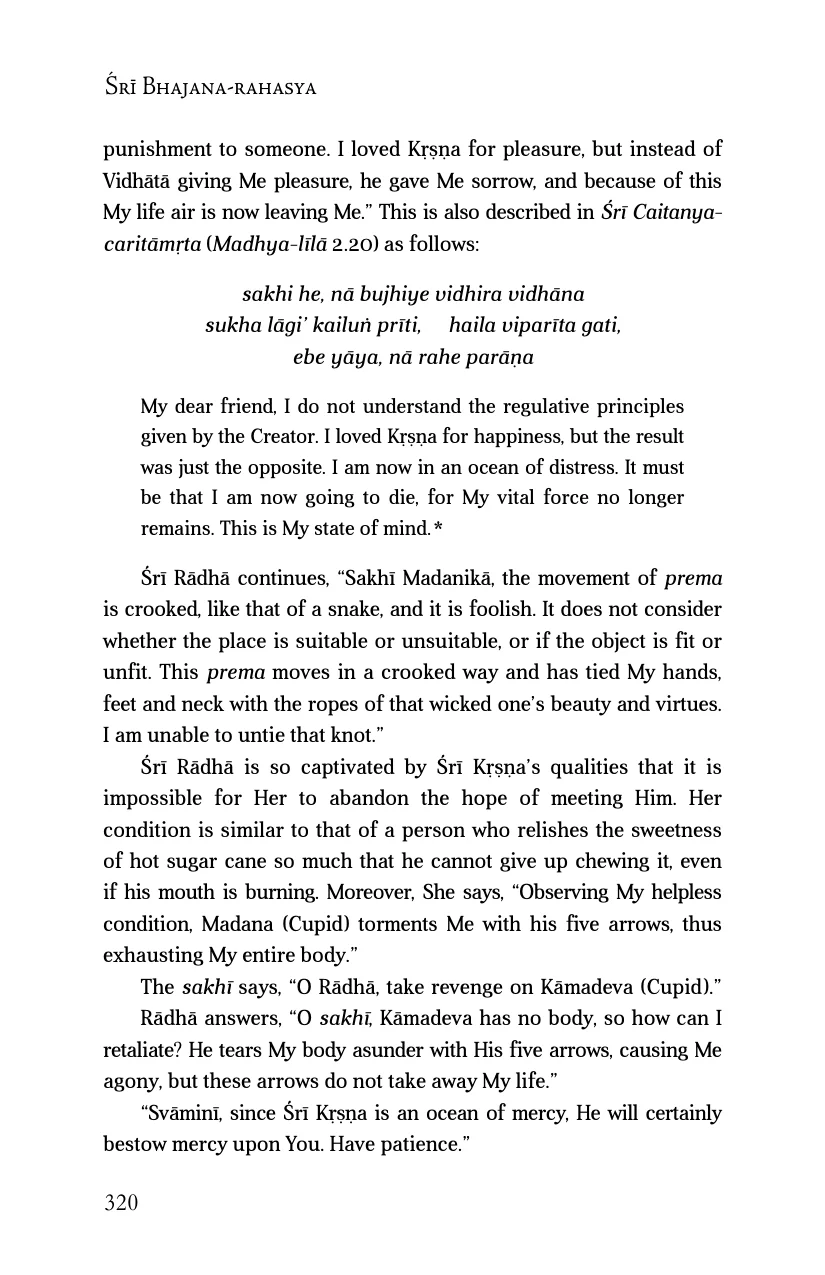 Śrī Bhajana-rahasya
punishment to someone. I loved Kṛṣṇa for pleasure, but instead of
Vidhātā giving Me pleasure, he gave Me sorrow, and because of this
My life air is now leaving Me.” This is also described in Śrī Caitanya-
caritāmṛta (Madhya-līlā 2.20) as follows:
sakhi he, nā bujhiye vidhira vidhāna
sukha lāgi’ kailuṅ prīti, haila viparīta gati,
ebe yāya, nā rahe parāṇa
My dear friend, I do not understand the regulative principles
given by the Creator. I loved Kṛṣṇa for happiness, but the result
was just the opposite. I am now in an ocean of distress. It must
be that I am now going to die, for My vital force no longer
remains. This is My state of mind.*
Śrī Rādhā continues, “Sakhī Madanikā, the movement of prema
is crooked, like that of a snake, and it is foolish. It does not consider
whether the place is suitable or unsuitable, or if the object is fit or
unfit. This prema moves in a crooked way and has tied My hands,
feet and neck with the ropes of that wicked one’s beauty and virtues.
I am unable to untie that knot.”
Śrī Rādhā is so captivated by Śrī Kṛṣṇa’s qualities that it is
impossible for Her to abandon the hope of meeting Him. Her
condition is similar to that of a person who relishes the sweetness
of hot sugar cane so much that he cannot give up chewing it, even
if his mouth is burning. Moreover, She says, “Observing My helpless
condition, Madana (Cupid) torments Me with his five arrows, thus
exhausting My entire body.”
The sakhī says, “O Rādhā, take revenge on Kāmadeva (Cupid).”
Rādhā answers, “O sakhī, Kāmadeva has no body, so how can I
retaliate? He tears My body asunder with His five arrows, causing Me
agony, but these arrows do not take away My life.”
“Svāminī, since Śrī Kṛṣṇa is an ocean of mercy, He will certainly
bestow mercy upon You. Have patience.”
320